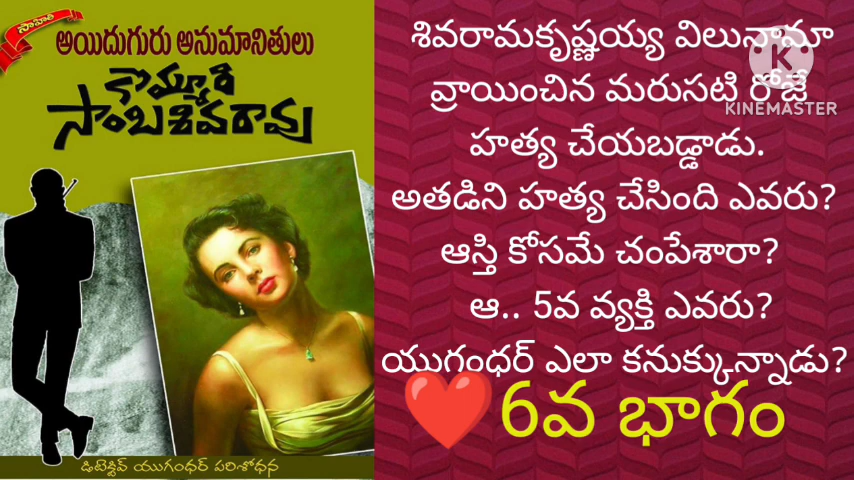 సాహితి
అయిదుగురు అనుమానితులు
కొమ్మూరి
సాంబశివరావు
డిటెక్టివ్ యుగంధర్ పరిశోధన
శివరామకృష్ణయ్య విలునామా
వ్రాయించిన మరుసటి రోజే
హత్య చేయబడ్డాడు.
అతడిని హత్య చేసింది ఎవరు?
ఆస్తి కోసమే చంపేశారా?
ఆ.. 5వ వ్యక్తి ఎవరు?
యుగంధర్ ఎలా కనుక్కున్నాడు?
❤️6వ భాగం
K
KINEMASTER